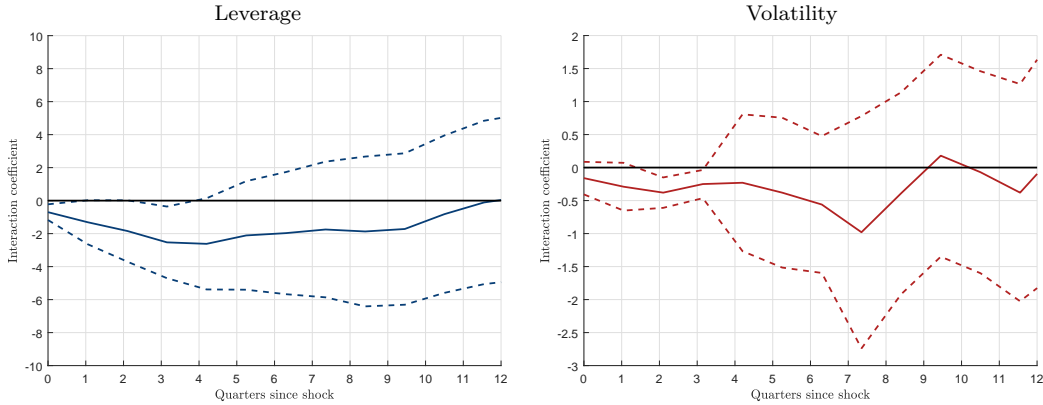 Leverage
Interaction coefficient
10
8
6
4
2
0
-2
-4
-6
-8
-10
0 1 2 3 4 5 6 7 8 9 10 11 12
Quarters since shock
Volatility
Interaction coefficient
2
1.5
1
0.5
0
-0.5
-1
-1.5
-2
-2.5
-3
0 1 2 3 4 5 6 7 8 9 10 11 12
Quarters since shock